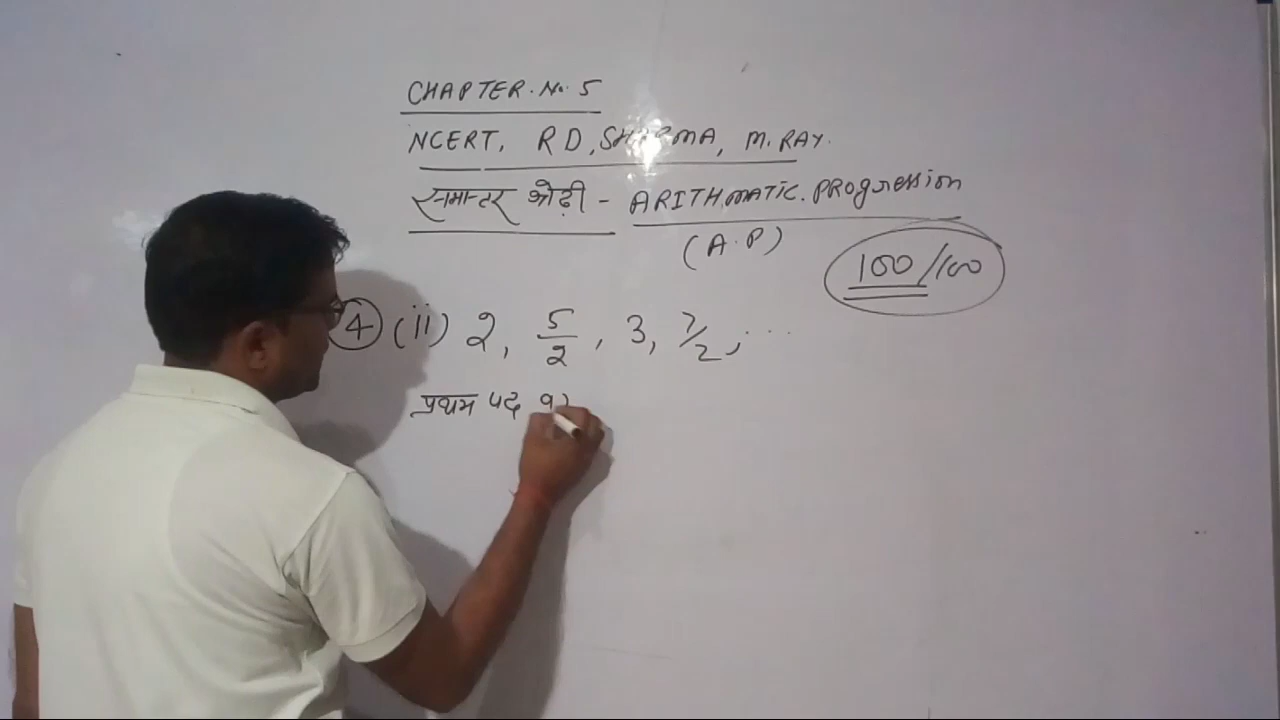 CHAPTER. No. 5
NCERT, RD, SHARMA, M. RAY.
समान्तर श्रेढ़ी - ARITHMATIC. PROGRESSION
(A.P)
100/100
4 (ii) 2, 5/2, 3, 7/2, ...
प्रथम पद